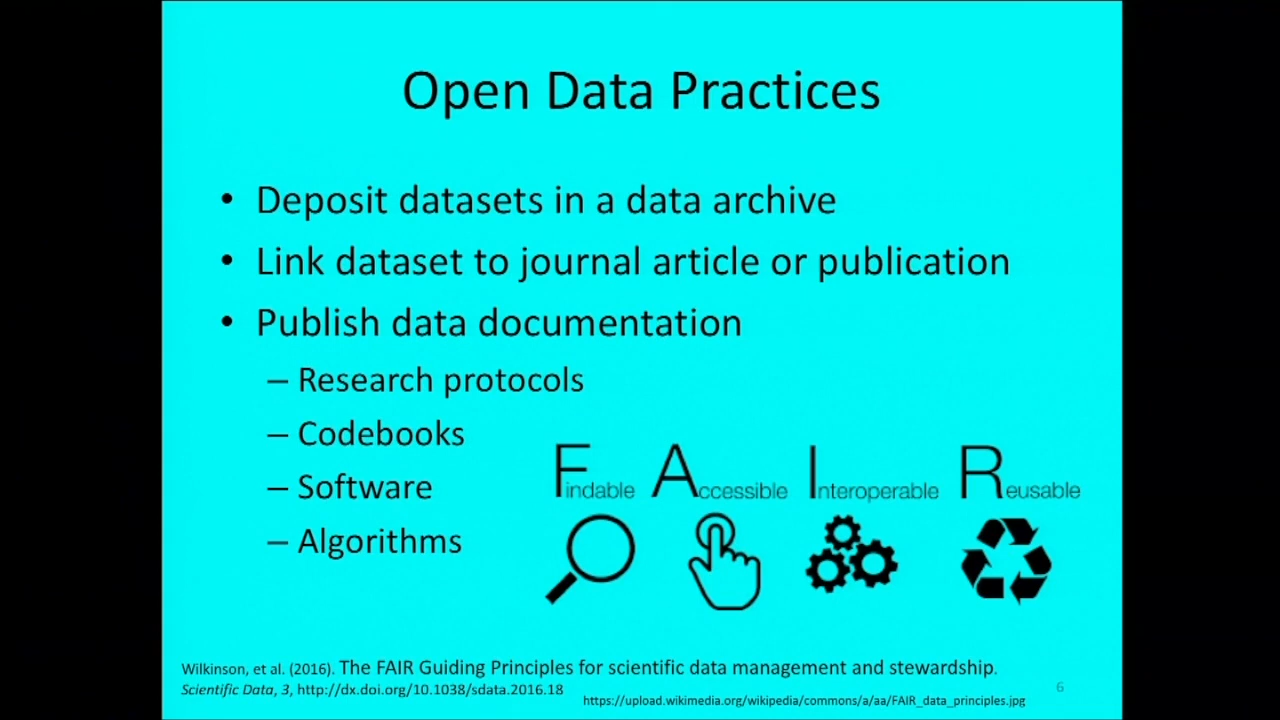 Open Data Practices
• Deposit datasets in a data archive
• Link dataset to journal article or publication
• Publish data documentation
– Research protocols
– Codebooks
– Software
– Algorithms
Findable Accessible Interoperable Reusable
Wilkinson, et al. (2016). The FAIR Guiding Principles for scientific data management and stewardship.
Scientific Data, 3, http://dx.doi.org/10.1038/sdata.2016.18
https://upload.wikimedia.org/wikipedia/commons/a/aa/FAIR_data_principles.jpg
6